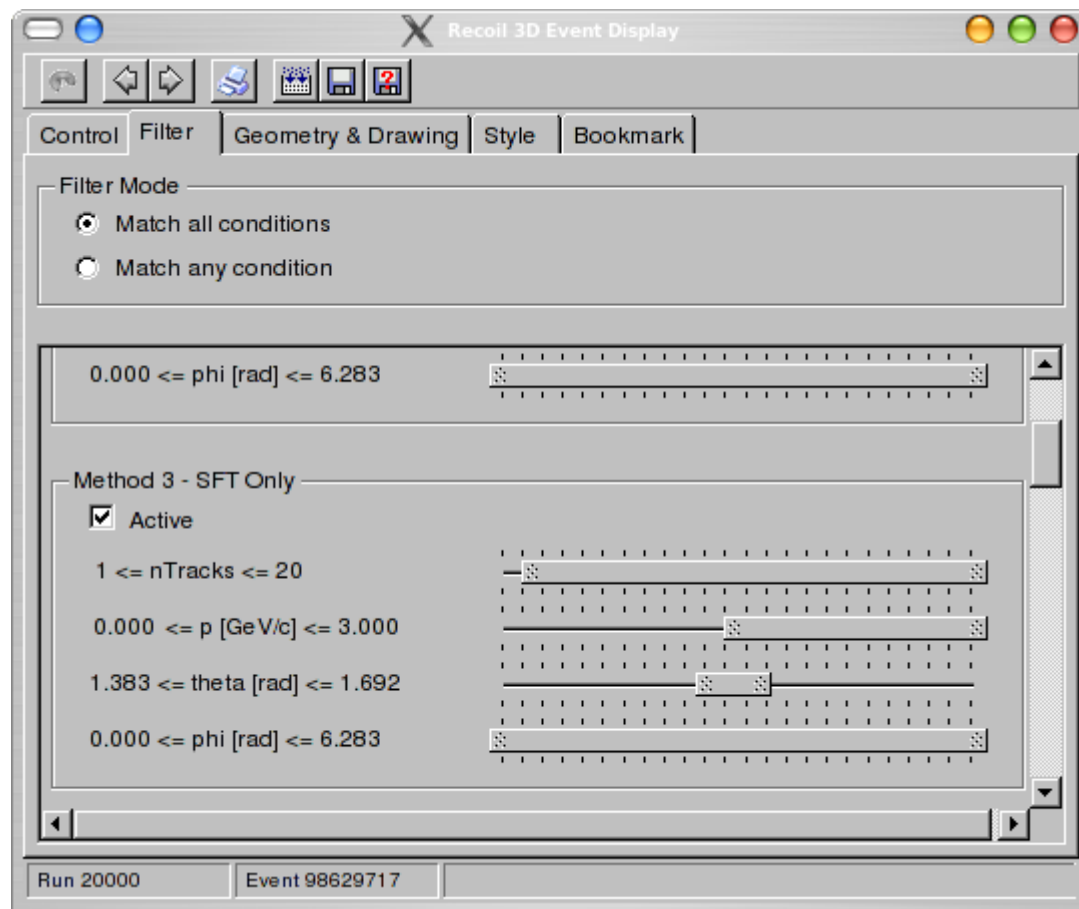 Recoil 3D Event Display
Control Filter Geometry & Drawing Style Bookmark
Filter Mode
Match all conditions
Match any condition
0.000 <= phi [rad] <= 6.283
Method 3 - SFT Only
Active
1 <= nTracks <= 20
0.000 <= p [GeV/c] <= 3.000
1.383 <= theta [rad] <= 1.692
0.000 <= phi [rad] <= 6.283
Run 20000 Event 98629717